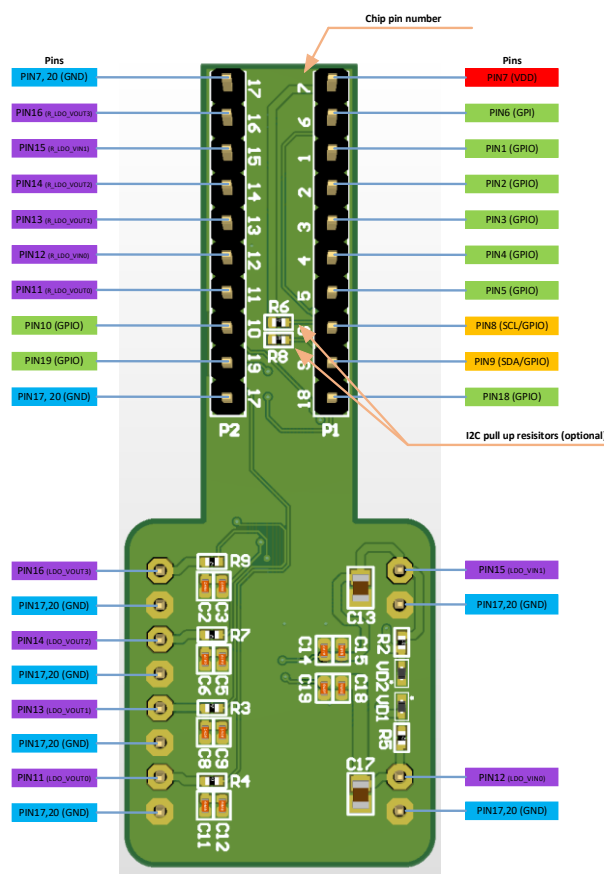 Chip pin number
Pins
Pins
PIN7, 20 (GND)
17
7
PIN7 (VDD)
PIN16 (R_LDO_VOUT3)
16
6
PIN6 (GPI)
PIN15 (R_LDO_VIN1)
15
1
PIN1 (GPIO)
PIN14 (R_LDO_VOUT2)
14
2
PIN2 (GPIO)
PIN13 (R_LDO_VOUT1)
13
3
PIN3 (GPIO)
PIN12 (R_LDO_VIN0)
12
4
PIN4 (GPIO)
PIN11 (R_LDO_VOUT0)
11
5
PIN5 (GPIO)
R6
PIN10 (GPIO)
10
PIN8 (SCL/GPIO)
R8
PIN19 (GPIO)
19
9
PIN9 (SDA/GPIO)
PIN17, 20 (GND)
17
18
PIN18 (GPIO)
P2
P1
I2C pull up resisitors (optional)
PIN16 (LDO_VOUT3)
R9
PIN15 (LDO_VIN1)
PIN17,20 (GND)
C2
C3
C13
PIN17,20 (GND)
PIN14 (LDO_VOUT2)
R7
R2
C14
C15
PIN17,20 (GND)
C6
C5
VD2
C19
C18
VD1
PIN13 (LDO_VOUT1)
R3
R5
PIN17,20 (GND)
C8
C9
C17
PIN11 (LDO_VOUT0)
R4
PIN12 (LDO_VIN0)
PIN17,20 (GND)
C11
C12
PIN17,20 (GND)